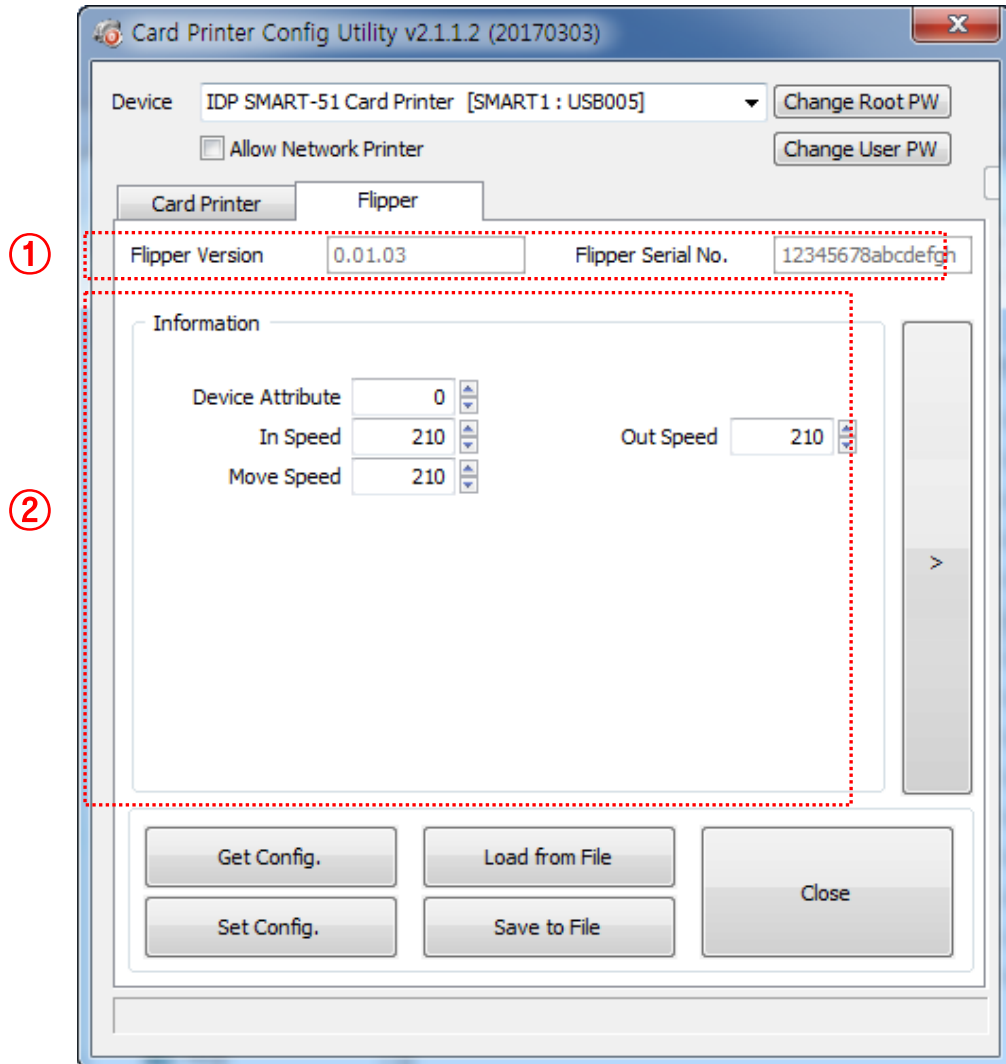 Card Printer Config Utility v2.1.1.2 (20170303)
Device IDP SMART-51 Card Printer [SMART1 : USB005] Change Root PW
Allow Network Printer Change User PW
Card Printer Flipper
① Flipper Version 0.01.03 Flipper Serial No. 12345678abcdefgh
Information
Device Attribute 0
In Speed 210 Out Speed 210
Move Speed 210
②
>
Get Config. Load from File
Close
Set Config. Save to File